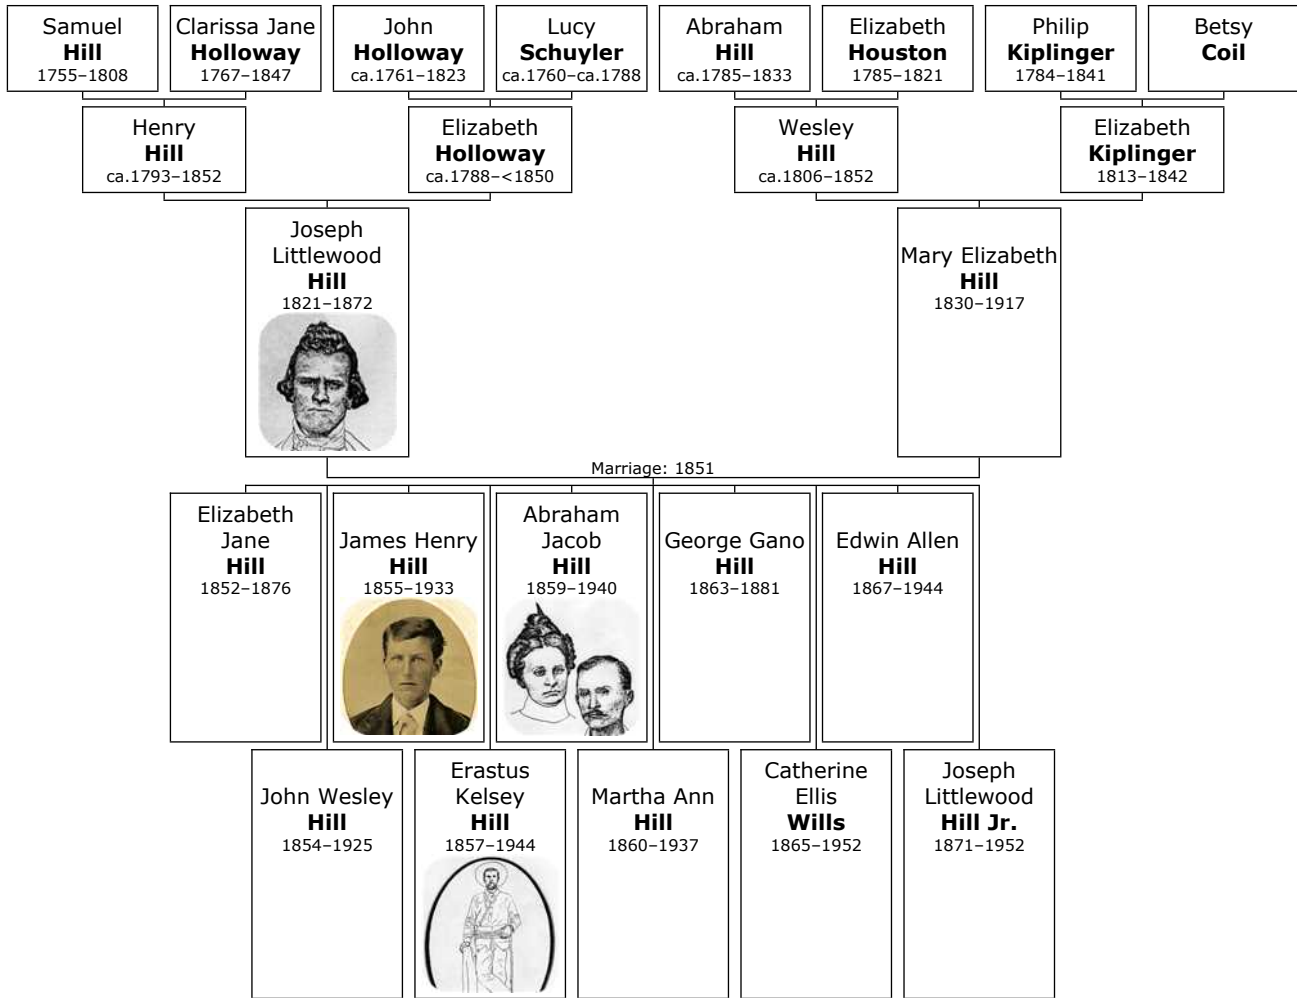 Samuel
Hill
1755–1808
Clarissa Jane
Holloway
1767–1847
John
Holloway
ca.1761–1823
Lucy
Schuyler
ca.1760–ca.1788
Abraham
Hill
ca.1785–1833
Elizabeth
Houston
1785–1821
Philip
Kiplinger
1784–1841
Betsy
Coil
Henry
Hill
ca.1793–1852
Elizabeth
Holloway
ca.1788–<1850
Wesley
Hill
ca.1806–1852
Elizabeth
Kiplinger
1813–1842
Joseph
Littlewood
Hill
1821–1872
Mary Elizabeth
Hill
1830–1917
Marriage: 1851
Elizabeth
Jane
Hill
1852–1876
James Henry
Hill
1855–1933
Abraham
Jacob
Hill
1859–1940
George Gano
Hill
1863–1881
Edwin Allen
Hill
1867–1944
John Wesley
Hill
1854–1925
Erastus
Kelsey
Hill
1857–1944
Martha Ann
Hill
1860–1937
Catherine
Ellis
Wills
1865–1952
Joseph
Littlewood
Hill Jr.
1871–1952